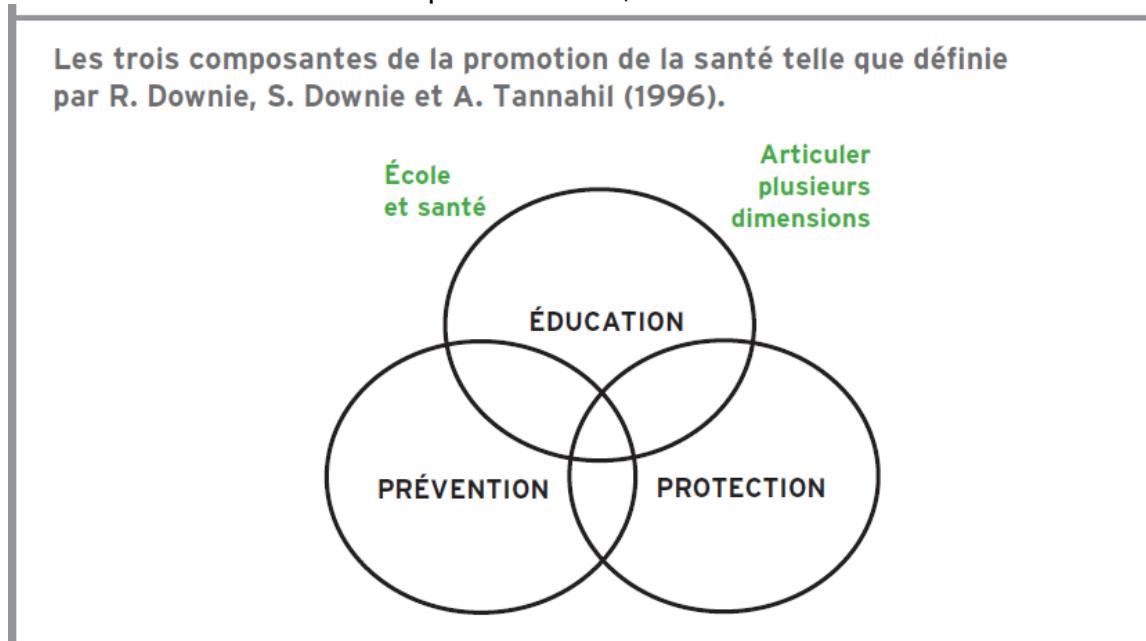 Les trois composantes de la promotion de la santé telle que définie
par R. Downie, S. Downie et A. Tannahil (1996).
École
et santé
Articuler
plusieurs
dimensions
ÉDUCATION
PRÉVENTION
PROTECTION